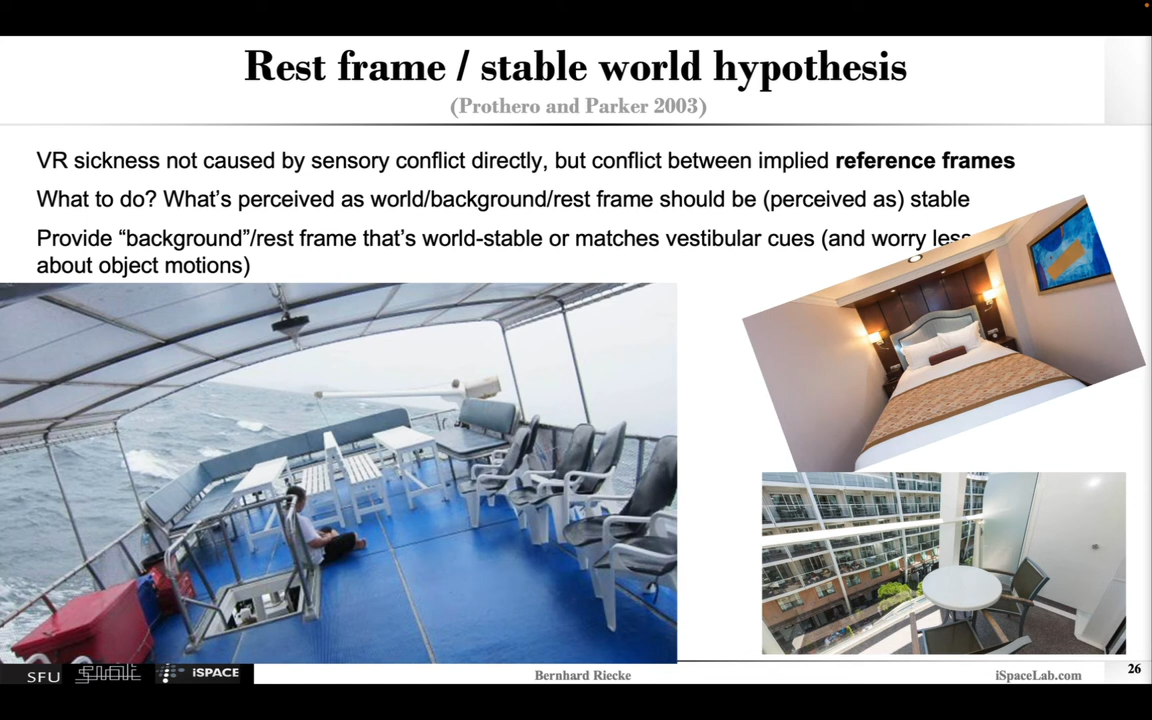 Rest frame / stable world hypothesis
(Prothero and Parker 2003)
VR sickness not caused by sensory conflict directly, but conflict between implied reference frames
What to do? What's perceived as world/background/rest frame should be (perceived as) stable
Provide “background”/rest frame that's world-stable or matches vestibular cues (and worry less
about object motions)
SFU
iSPACE
Bernhard Riecke
iSpaceLab.com
26